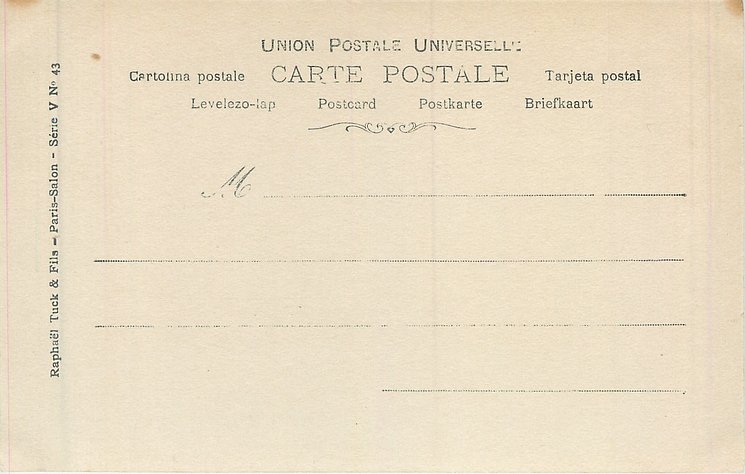 UNION POSTALE UNIVERSELLE
Cartolina postale CARTE POSTALE Tarjeta postal
Levelezo-lap Postcard Postkarte Briefkaart
M
Raphaël Tuck & Fils – Paris-Salon – Série V Nº 43